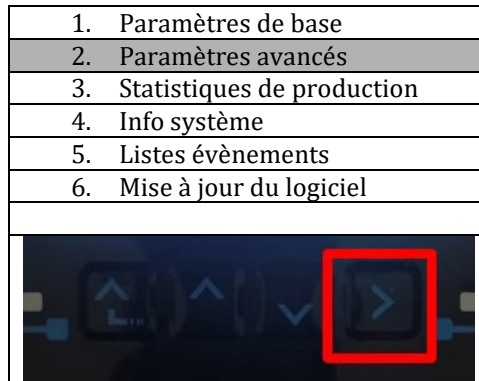 1. Paramètres de base
2. Paramètres avancés
3. Statistiques de production
4. Info système
5. Listes évènements
6. Mise à jour du logiciel